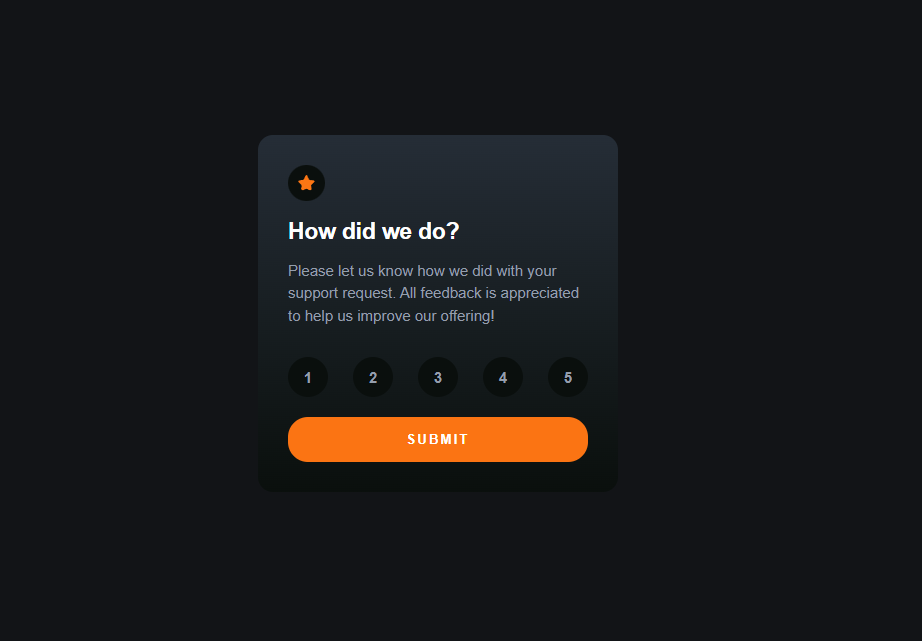 How did we do?
Please let us know how we did with your
support request. All feedback is appreciated
to help us improve our offering!
1 2 3 4 5
SUBMIT